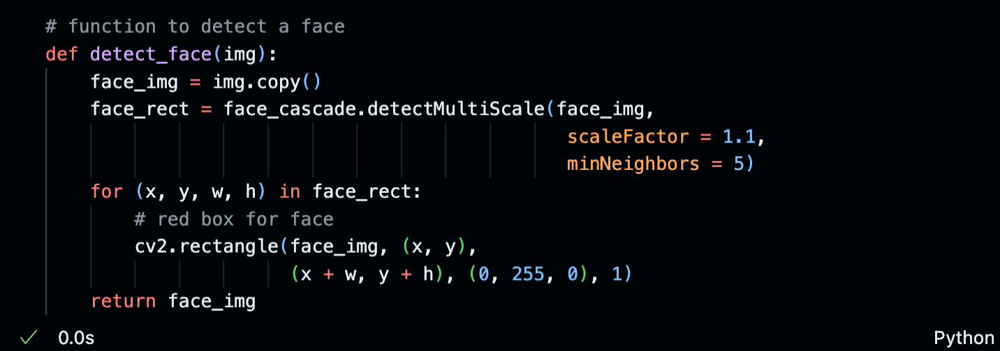 # function to detect a face
def detect_face(img):
    face_img = img.copy()
    face_rect = face_cascade.detectMultiScale(face_img,
                                              scaleFactor = 1.1,
                                              minNeighbors = 5)
    for (x, y, w, h) in face_rect:
        # red box for face
        cv2.rectangle(face_img, (x, y),
                      (x + w, y + h), (0, 255, 0), 1)
    return face_img
0.0s Python